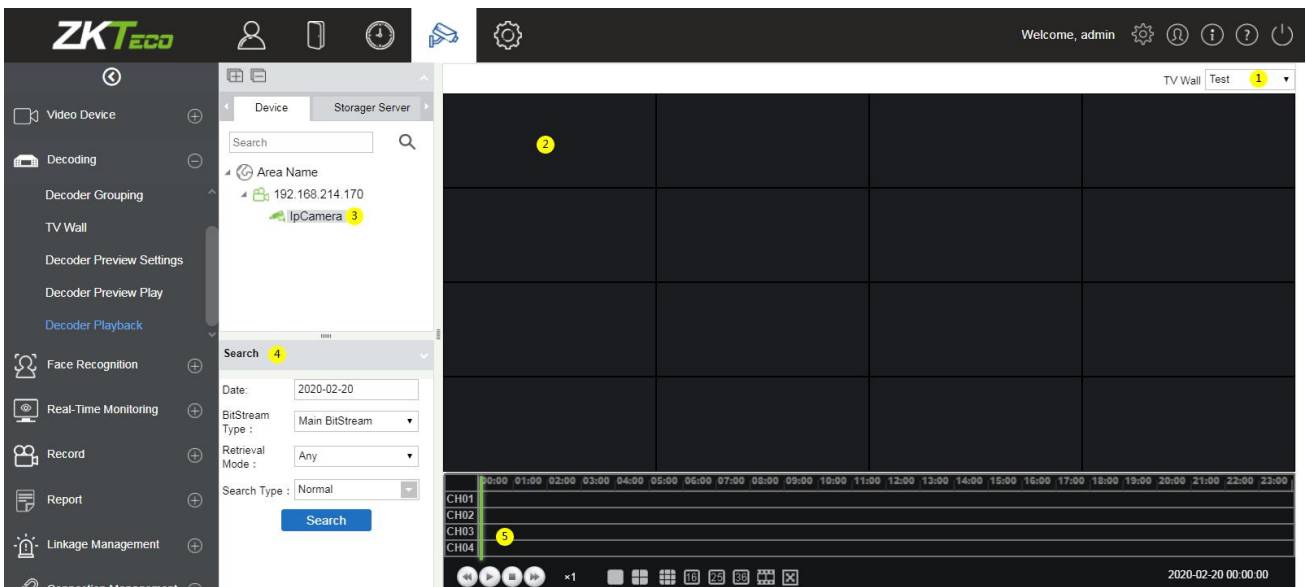 ZKTeco
Welcome, admin
TV Wall Test 1
Video Device
Decoding
Decoder Grouping
TV Wall
Decoder Preview Settings
Decoder Preview Play
Decoder Playback
Face Recognition
Real-Time Monitoring
Record
Report
Linkage Management
Device Storager Server
Search
Area Name
192.168.214.170
IpCamera 3
2
Search 4
Date: 2020-02-20
BitStream Type : Main BitStream
Retrieval Mode : Any
Search Type : Normal
Search
00:00 01:00 02:00 03:00 04:00 05:00 06:00 07:00 08:00 09:00 10:00 11:00 12:00 13:00 14:00 15:00 16:00 17:00 18:00 19:00 20:00 21:00 22:00 23:00
CH01
CH02
CH03
CH04
5
×1 16 25 36 2020-02-20 00:00:00